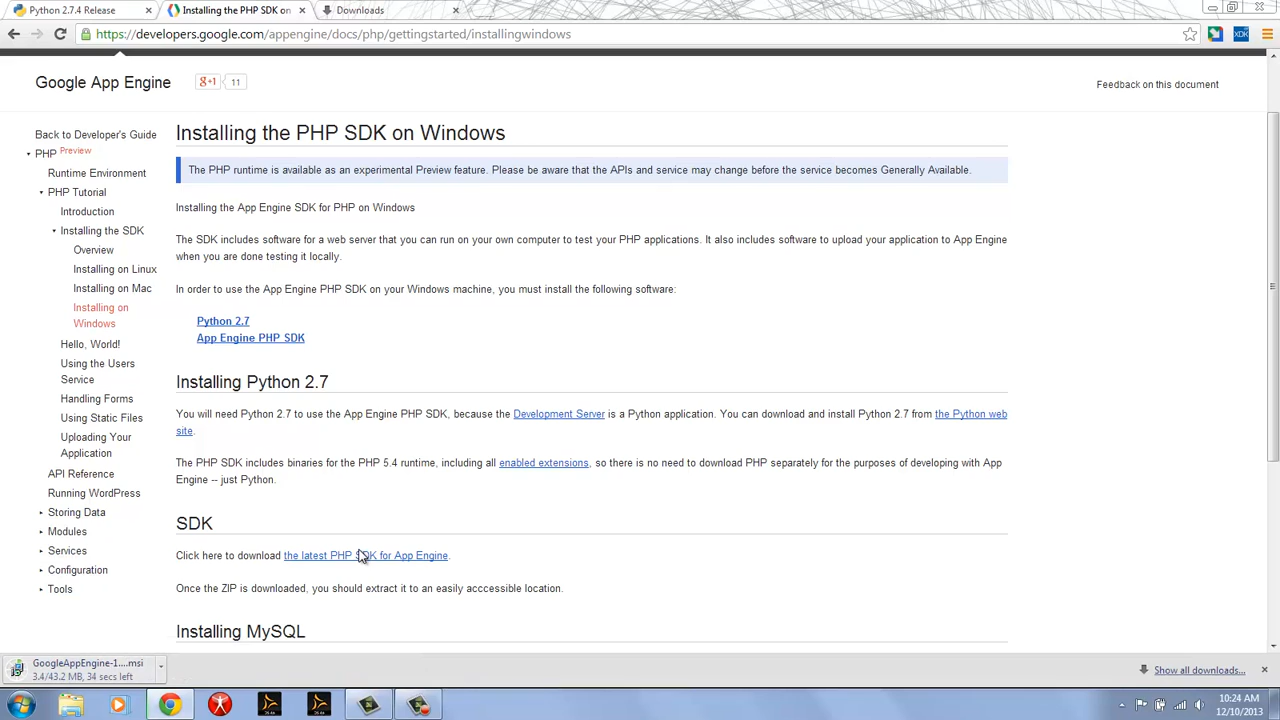 Python 2.7.4 Release
Installing the PHP SDK on
Downloads
https://developers.google.com/appengine/docs/php/gettingstarted/installingwindows
XDK
Google App Engine
g+1
11
Feedback on this document
Back to Developer's Guide
PHP Preview
Runtime Environment
PHP Tutorial
Introduction
Installing the SDK
Overview
Installing on Linux
Installing on Mac
Installing on
Windows
Hello, World!
Using the Users
Service
Handling Forms
Using Static Files
Uploading Your
Application
API Reference
Running WordPress
Storing Data
Modules
Services
Configuration
Tools
Installing the PHP SDK on Windows
The PHP runtime is available as an experimental Preview feature. Please be aware that the APIs and service may change before the service becomes Generally Available.
Installing the App Engine SDK for PHP on Windows
The SDK includes software for a web server that you can run on your own computer to test your PHP applications. It also includes software to upload your application to App Engine
when you are done testing it locally.
In order to use the App Engine PHP SDK on your Windows machine, you must install the following software:
Python 2.7
App Engine PHP SDK
Installing Python 2.7
You will need Python 2.7 to use the App Engine PHP SDK, because the Development Server is a Python application. You can download and install Python 2.7 from the Python web
site.
The PHP SDK includes binaries for the PHP 5.4 runtime, including all enabled extensions, so there is no need to download PHP separately for the purposes of developing with App
Engine -- just Python.
SDK
Click here to download the latest PHP SDK for App Engine.
Once the ZIP is downloaded, you should extract it to an easily acccessible location.
Installing MySQL
GoogleAppEngine-1....msi
3.4/43.2 MB, 34 secs left
Show all downloads...
10:24 AM
12/10/2013